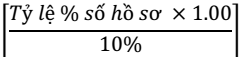 [Tỷ lệ % số hồ sơ × 1.00
10%]